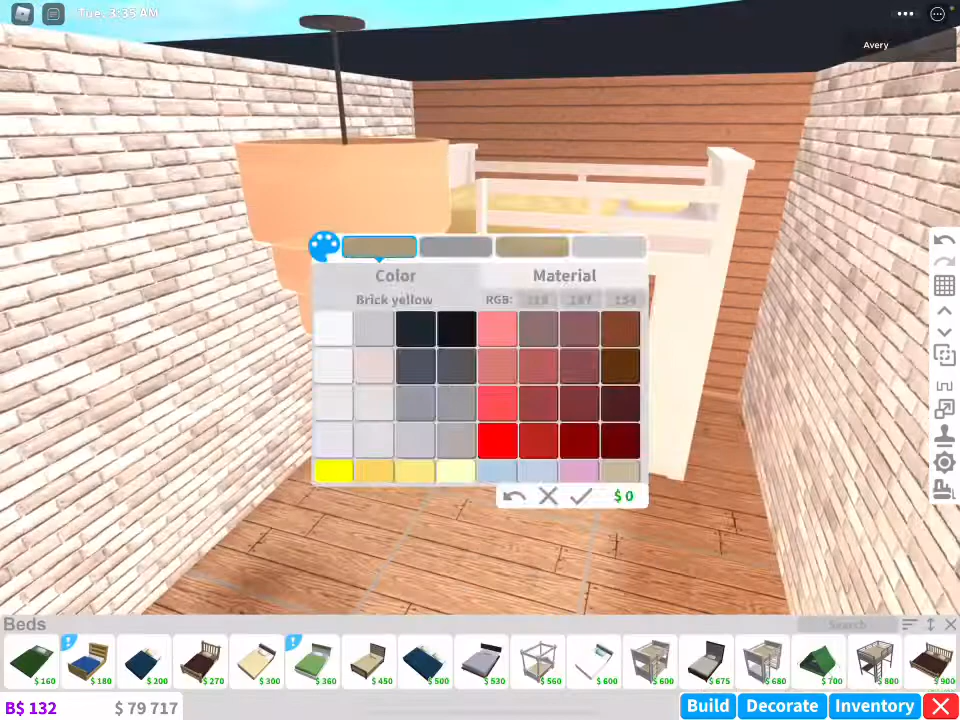 Tue. 3:35 AM
Avery
Color
Material
Brick yellow
RGB:
$ 0
Beds
Search
$ 160
$ 180
$ 200
$ 270
$ 300
$ 360
$ 450
$ 500
$ 530
$ 560
$ 600
$ 600
$ 675
$ 680
$ 700
$ 800
$ 900
B$ 132
$ 79 717
Build
Decorate
Inventory